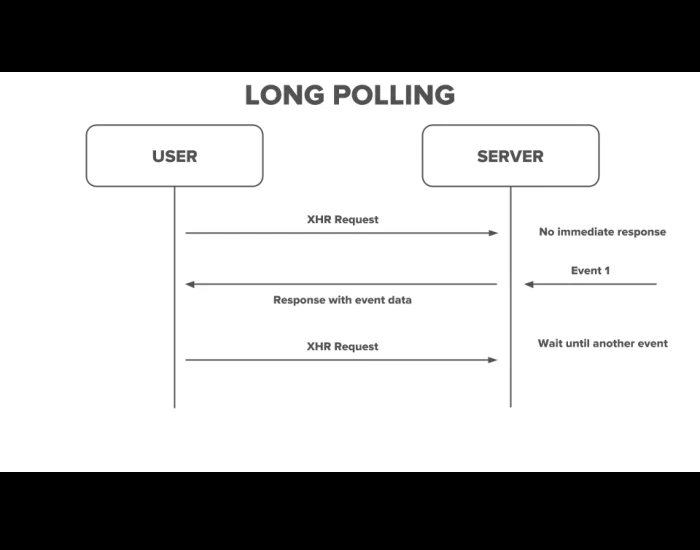 LONG POLLING
USER
SERVER
XHR Request
No immediate response
Event 1
Response with event data
XHR Request
Wait until another event